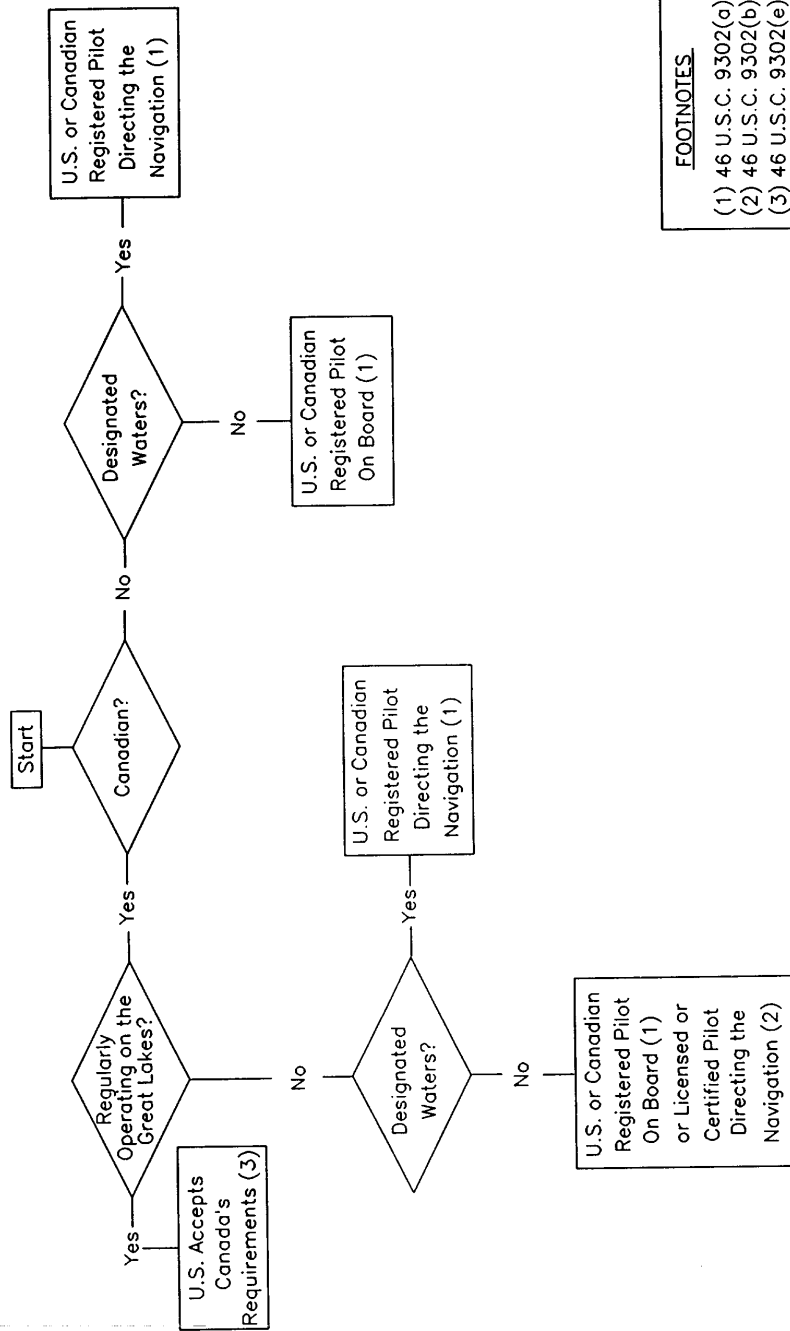 Start
Canadian?
Yes
No
Regularly
Operating on the
Great Lakes?
Yes
U.S. Accepts
Canada's
Requirements (3)
No
Designated
Waters?
Yes
U.S. or Canadian
Registered Pilot
Directing the
Navigation (1)
No
U.S. or Canadian
Registered Pilot
On Board (1)
or Licensed or
Certified Pilot
Directing the
Navigation (2)
Designated
Waters?
Yes
U.S. or Canadian
Registered Pilot
Directing the
Navigation (1)
No
U.S. or Canadian
Registered Pilot
On Board (1)
FOOTNOTES
(1) 46 U.S.C. 9302(a)
(2) 46 U.S.C. 9302(b)
(3) 46 U.S.C. 9302(e)